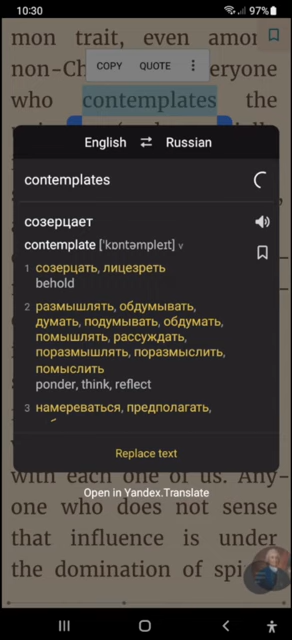 10:30 97%
mon trait, even amon
non-Ch eryone
COPY QUOTE
who contemplates the
English Russian
contemplates
созерцает
contemplate ['kɒntəmpleɪt] v
1 созерцать, лицезреть
behold
2 размышлять, обдумывать,
думать, подумывать, обдумать,
помышлять, рассуждать,
поразмышлять, поразмыслить,
помыслить
ponder, think, reflect
3 намереваться, предполагать,
Replace text
Open in Yandex.Translate
with each one of us. Any-
one who does not sense
that influence is under
the domination of spi